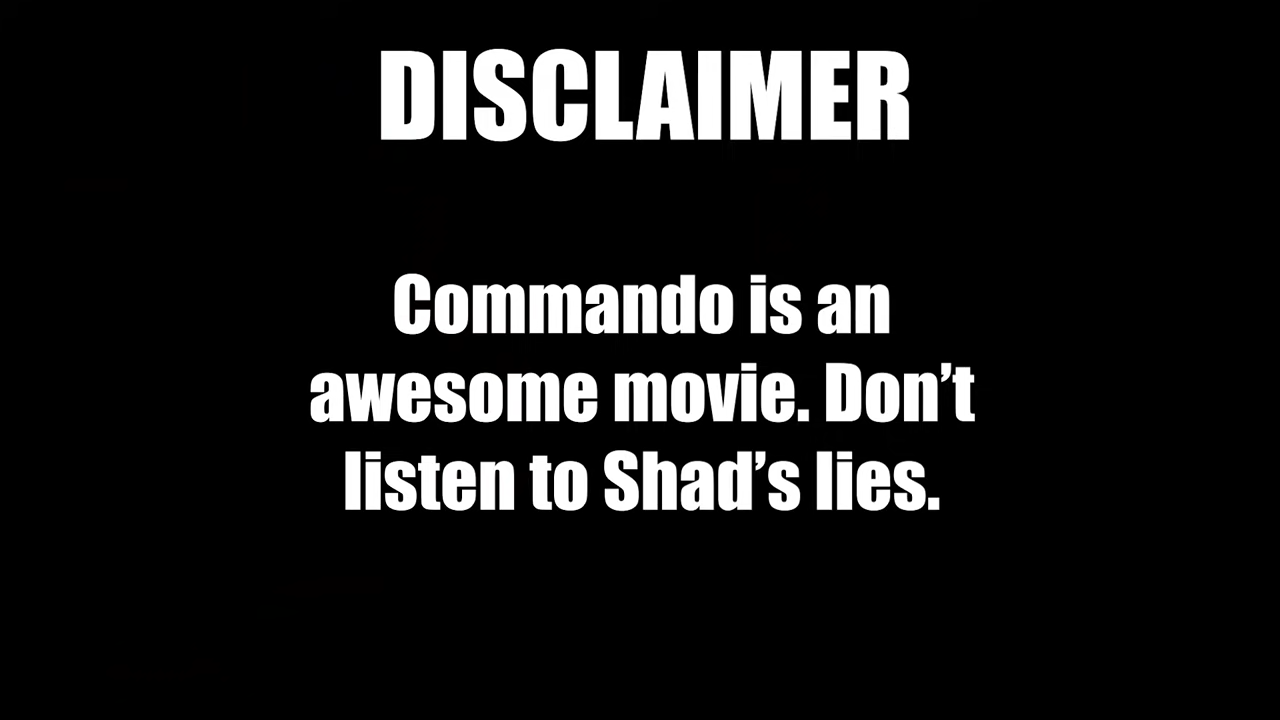 DISCLAIMER
Commando is an
awesome movie. Don’t
listen to Shad’s lies.